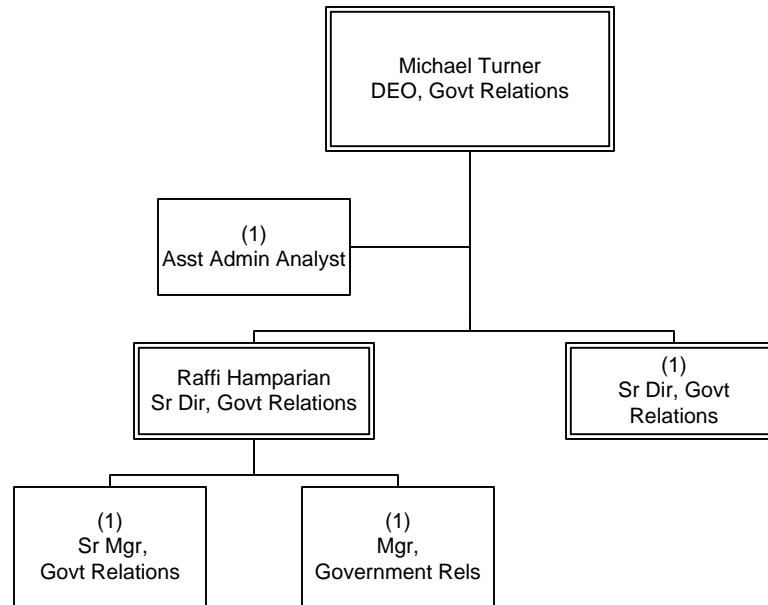 Michael Turner
DEO, Govt Relations
(1)
Asst Admin Analyst
Raffi Hamparian
Sr Dir, Govt Relations
(1)
Sr Dir, Govt
Relations
(1)
Sr Mgr,
Govt Relations
(1)
Mgr,
Government Rels